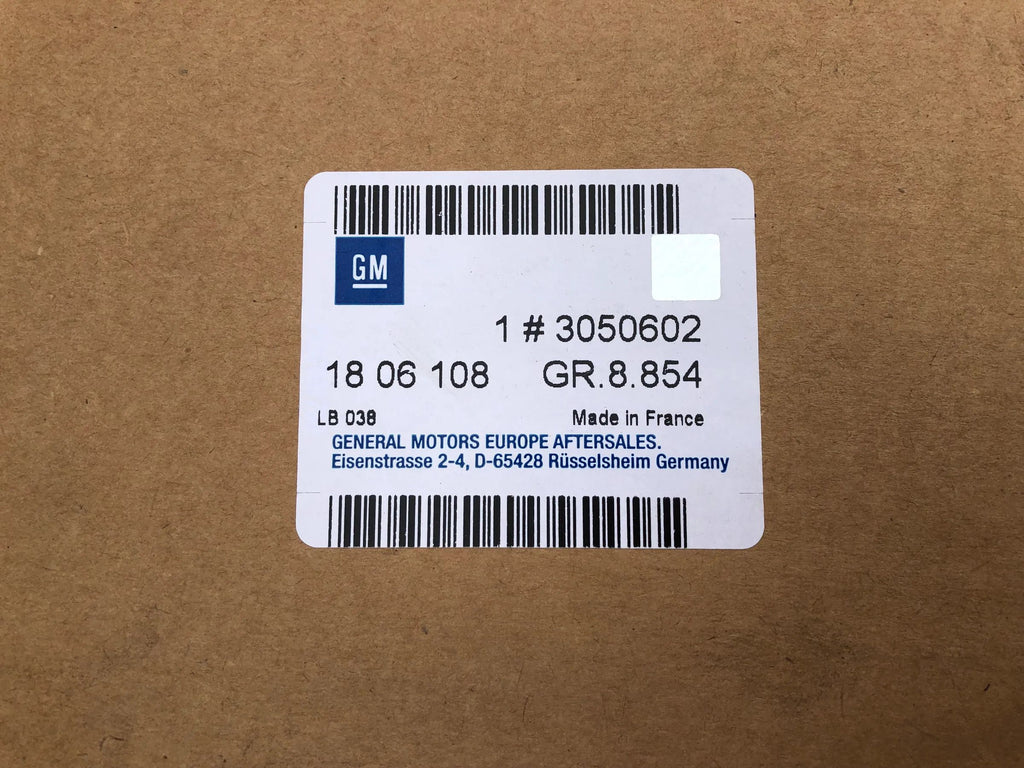 GM
1 # 3050602
18 06 108 GR.8.854
LB 038 Made in France
GENERAL MOTORS EUROPE AFTERSALES.
Eisenstrasse 2-4, D-65428 Rüsselsheim Germany